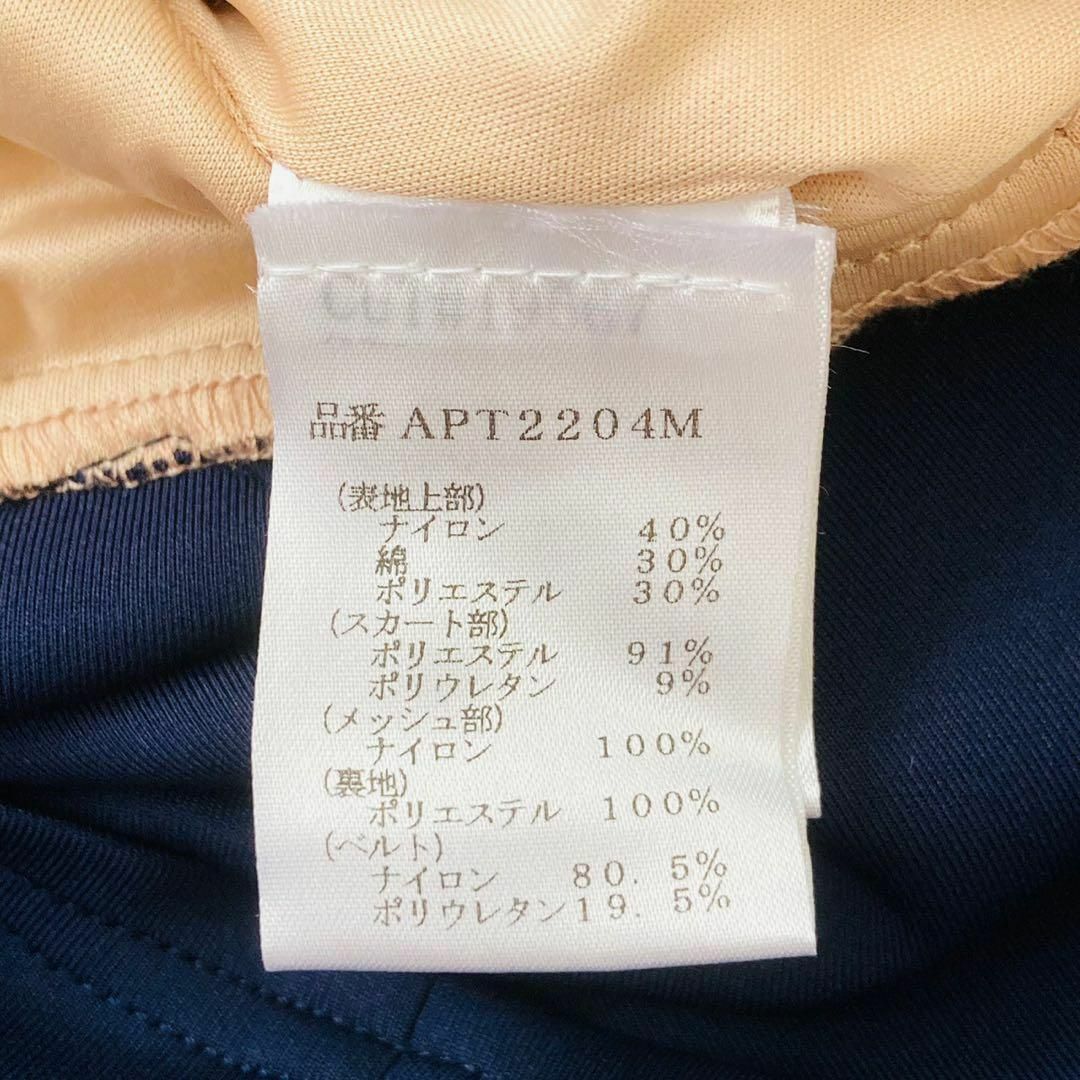 品番 APT2204M
(表地上部)
ナイロン 40%
綿 30%
ポリエステル 30%
(スカート部)
ポリエステル 91%
ポリウレタン 9%
(メッシュ部)
ナイロン 100%
(裏地)
ポリエステル 100%
(ベルト)
ナイロン 80.5%
ポリウレタン19.5%